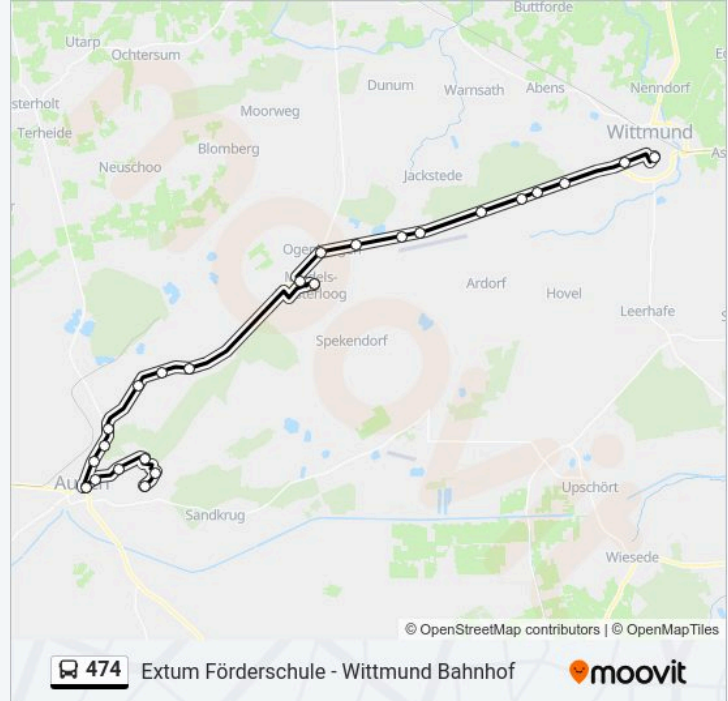 Buttforde
Utarp
Ochtersum
Dunum
Warnsath
Abens
Nenndorf
Terheide
Moorweg
Wittmund
Blomberg
Neuschoo
Jackstede
Ardorf
Hovel
Leerhafe
Spekendorf
Upschört
Sandkrug
Wiesede
© OpenStreetMap contributors | © OpenMapTiles
474 Extum Förderschule - Wittmund Bahnhof moovit